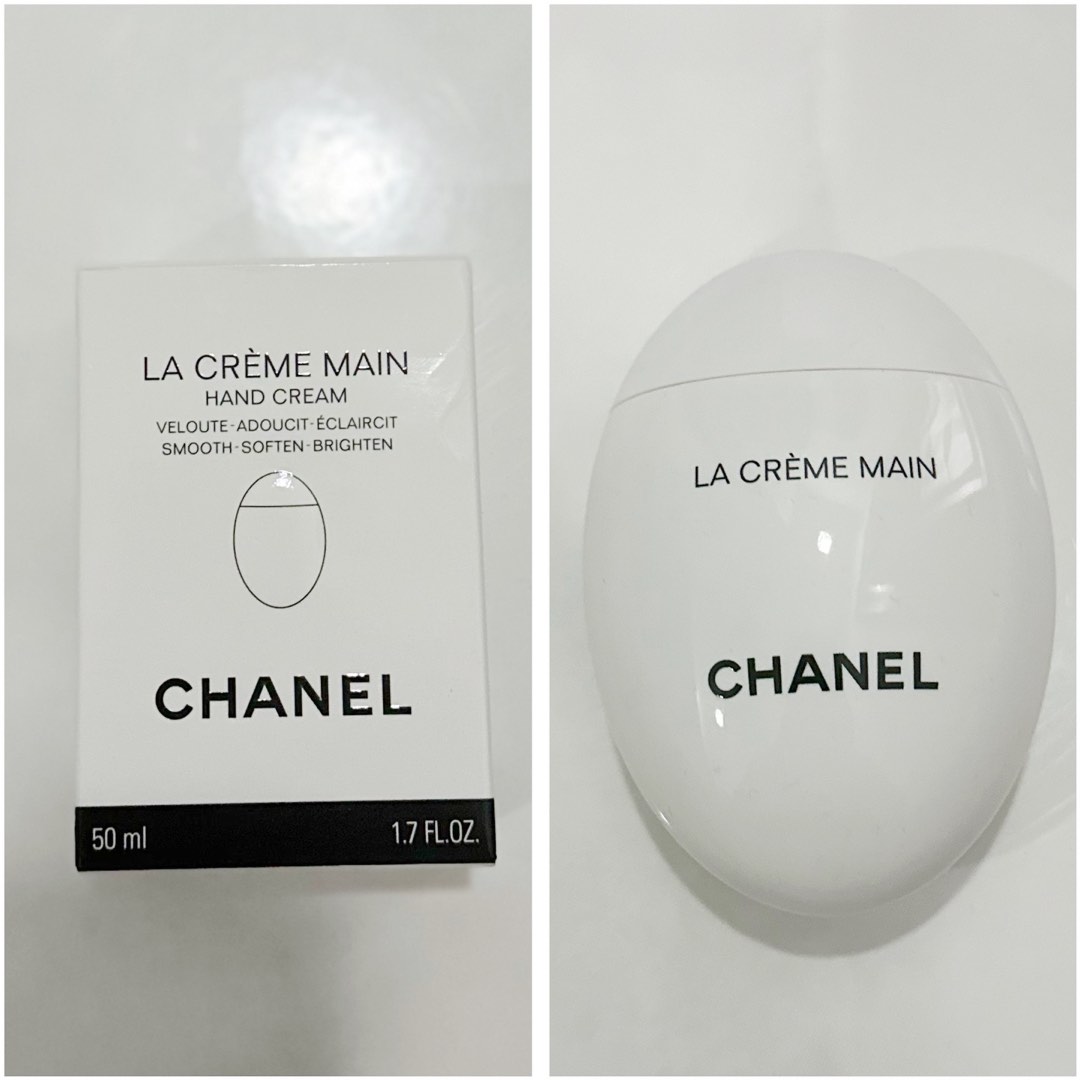 LA CRÈME MAIN
HAND CREAM
VELOUTE-ADOUCIT-ÉCLAIRCIT
SMOOTH-SOFTEN-BRIGHTEN
CHANEL
50 ml
1.7 FL.OZ.
LA CRÈME MAIN
CHANEL